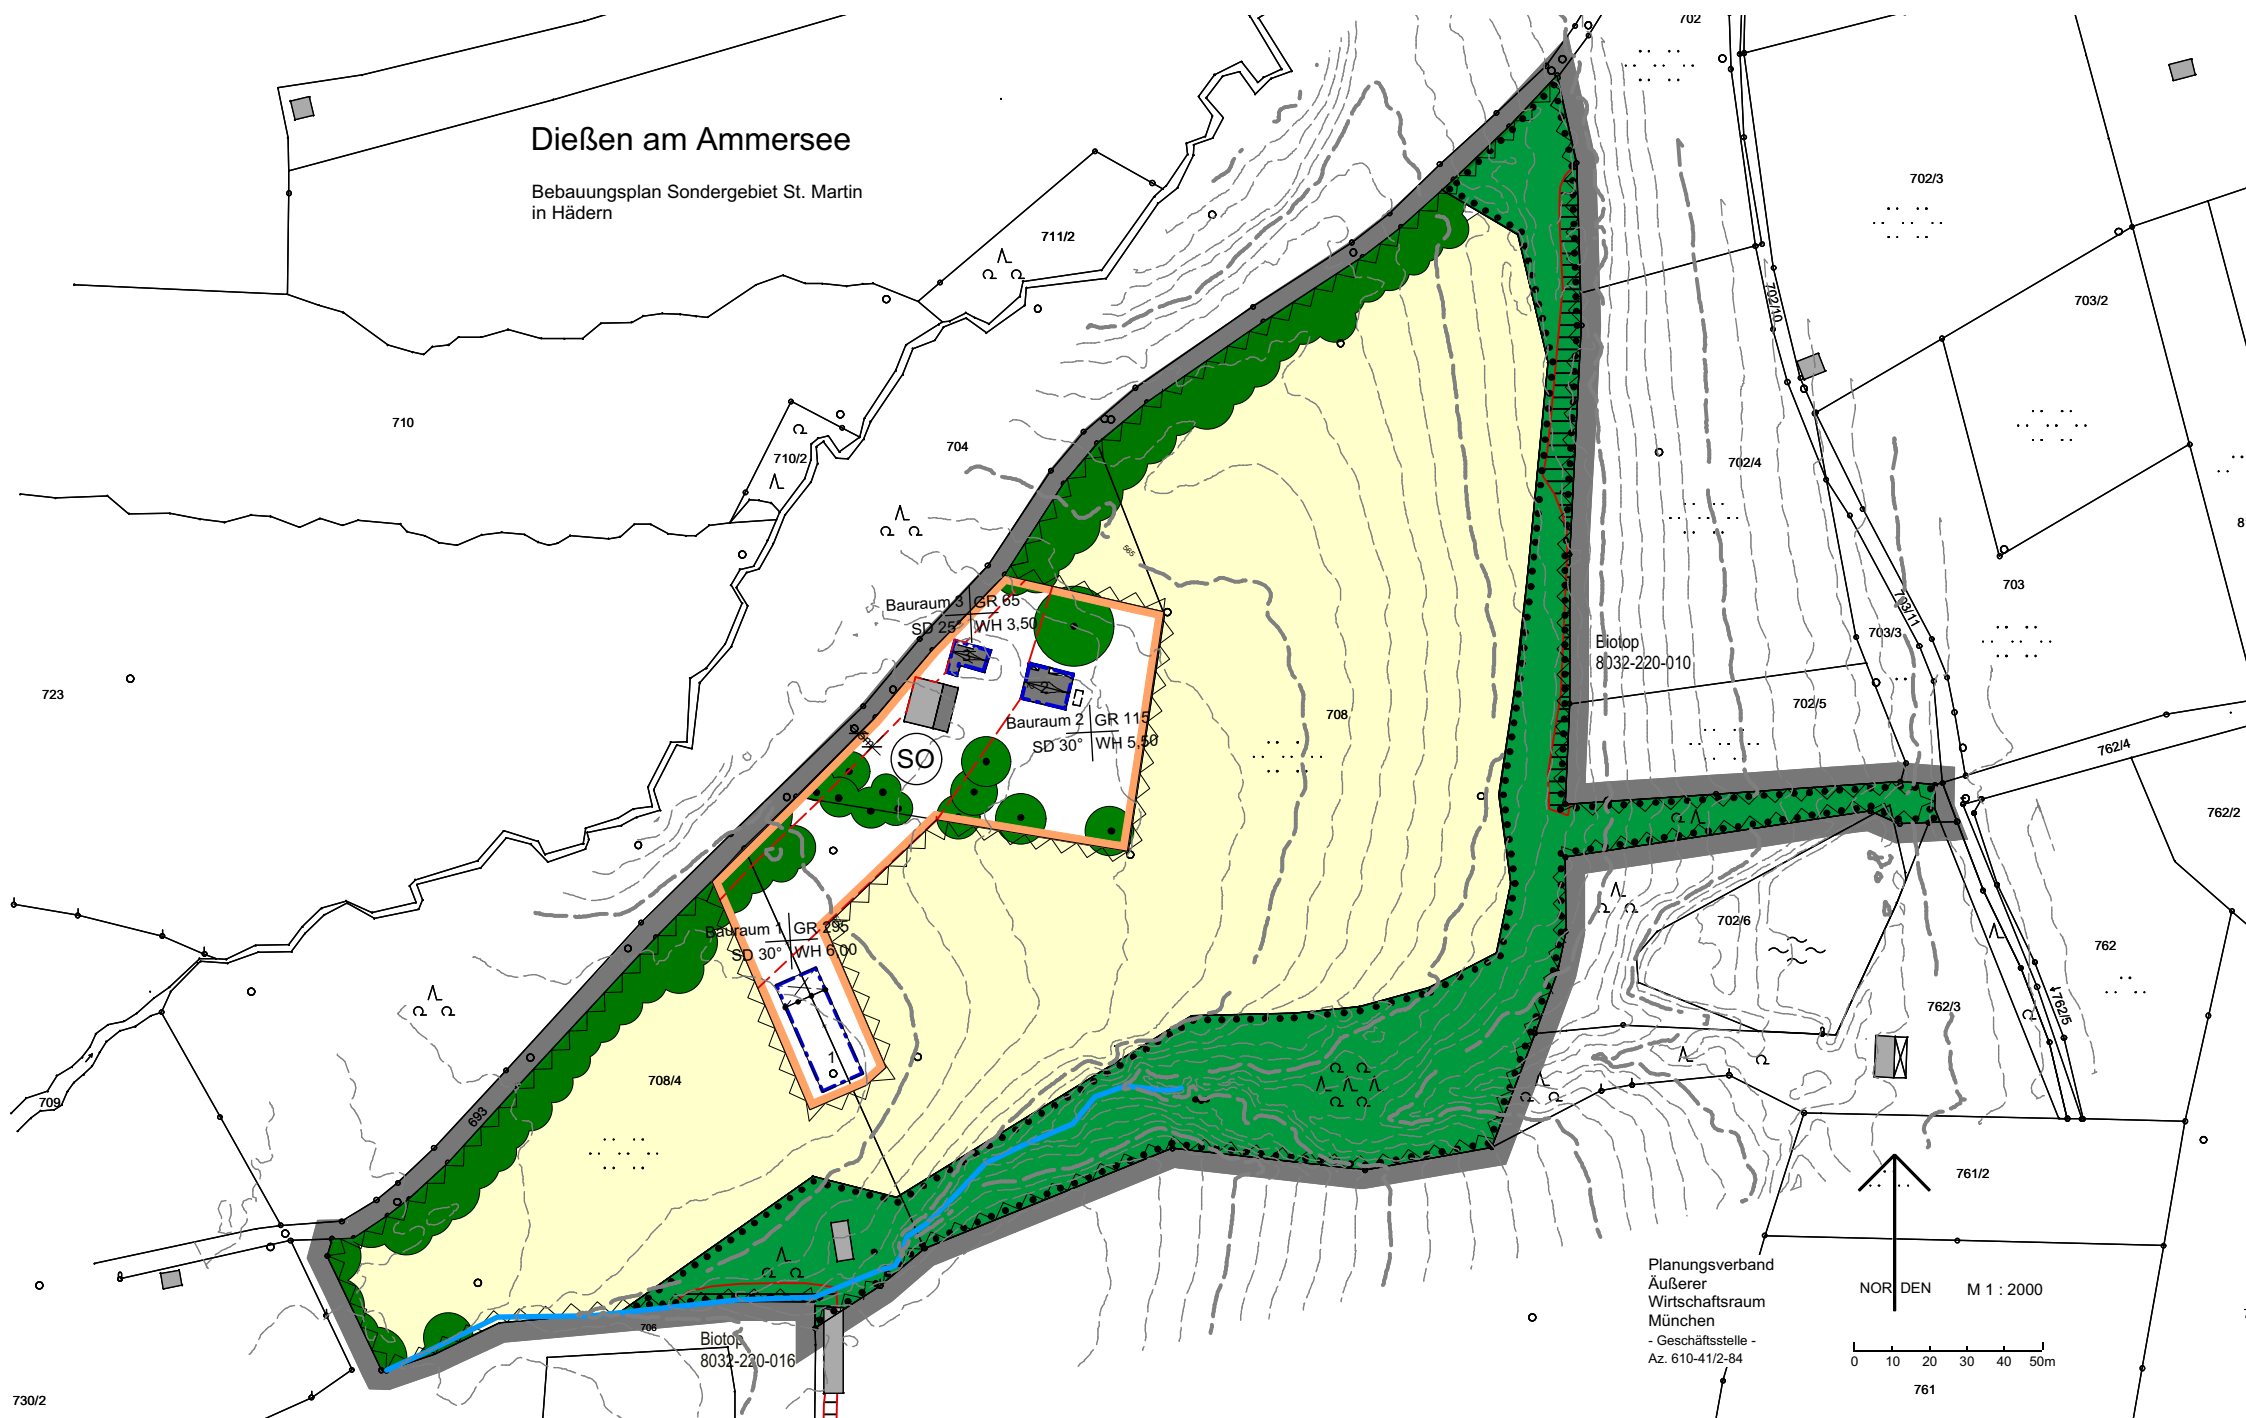 702
Dießen am Ammersee
Bebauungsplan Sondergebiet St. Martin
in Hädern
711/2
702/3
702/10
703/2
710
704
710/2
702/4
8
565
703
Bauraum 3 GR 65
SD 25° WH 3,50
703/11
703/3
Biotop
8032-220-010
723
702/5
708
Bauraum 2 GR 115
SD 30° WH 5,50
SO
762/4
762/2
702/6
Bauraum 1 GR 295
SD 30° WH 6,00
762
762/3
762/5
1
708/4
709
693
761/2
Planungsverband
Äußerer
Wirtschaftsraum
München
- Geschäftsstelle -
Az. 610-41/2-84
NORDEN M 1 : 2000
706
Biotop
8032-220-016
0 10 20 30 40 50m
761
730/2